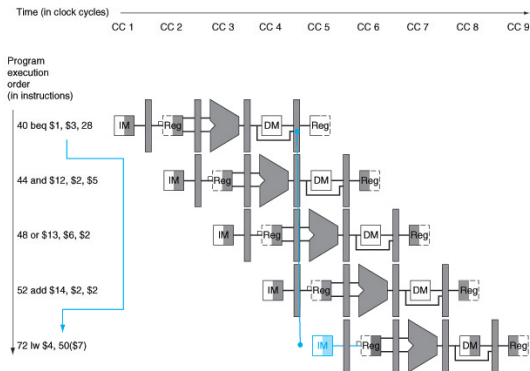 Time (in clock cycles)
CC 1 CC 2 CC 3 CC 4 CC 5 CC 6 CC 7 CC 8 CC 9
Program
execution
order
(in instructions)
40 beq $1, $3, 28
IM Reg DM Reg
44 and $12, $2, $5
IM Reg DM Reg
48 or $13, $6, $2
IM Reg DM Reg
52 add $14, $2, $2
IM Reg DM Reg
72 lw $4, 50($7)
IM Reg DM Reg